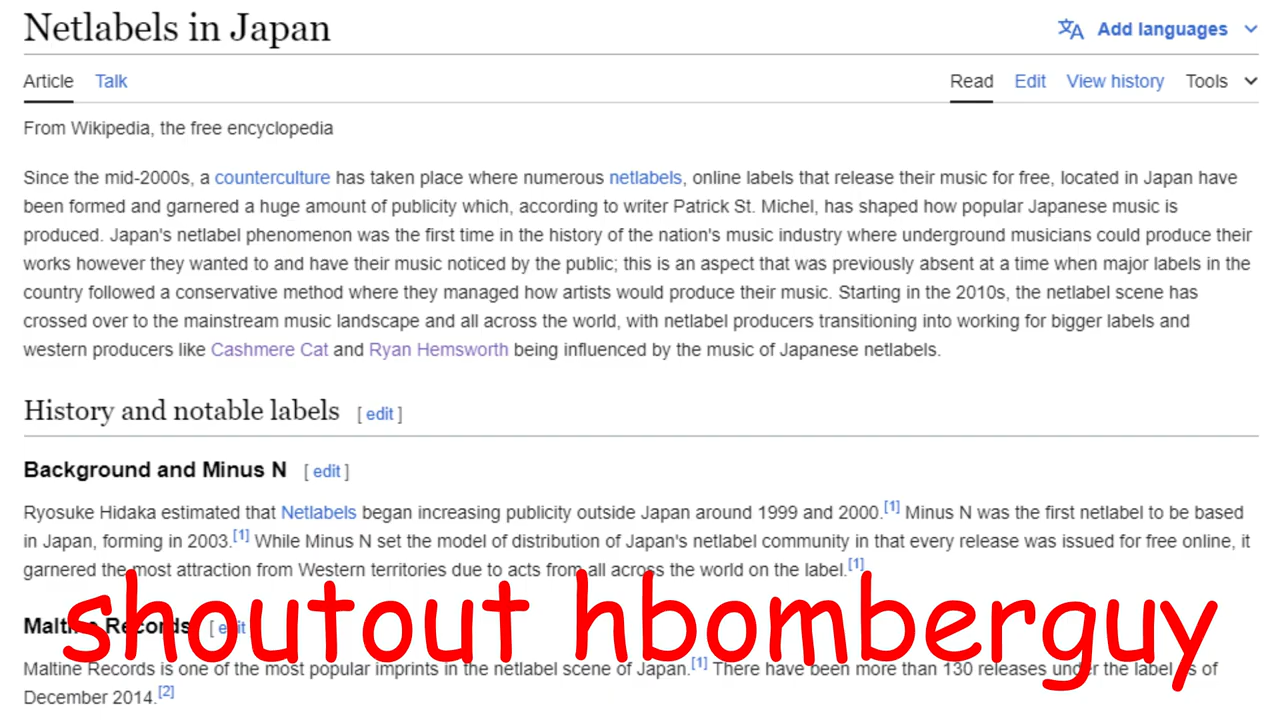 Netlabels in Japan
Add languages
Article Talk Read Edit View history Tools
From Wikipedia, the free encyclopedia
Since the mid-2000s, a counterculture has taken place where numerous netlabels, online labels that release their music for free, located in Japan have
been formed and garnered a huge amount of publicity which, according to writer Patrick St. Michel, has shaped how popular Japanese music is
produced. Japan's netlabel phenomenon was the first time in the history of the nation's music industry where underground musicians could produce their
works however they wanted to and have their music noticed by the public; this is an aspect that was previously absent at a time when major labels in the
country followed a conservative method where they managed how artists would produce their music. Starting in the 2010s, the netlabel scene has
crossed over to the mainstream music landscape and all across the world, with netlabel producers transitioning into working for bigger labels and
western producers like Cashmere Cat and Ryan Hemsworth being influenced by the music of Japanese netlabels.
History and notable labels [ edit ]
Background and Minus N [ edit ]
Ryosuke Hidaka estimated that Netlabels began increasing publicity outside Japan around 1999 and 2000.[1] Minus N was the first netlabel to be based
in Japan, forming in 2003.[1] While Minus N set the model of distribution of Japan's netlabel community in that every release was issued for free online, it
garnered the most attraction from Western territories due to acts from all across the world on the label.[1]
Maltine Records [ edit
shoutout hbomberguy
Maltine Records is one of the most popular imprints in the netlabel scene of Japan.[1] There have been more than 130 releases under the label as of
December 2014.[2]